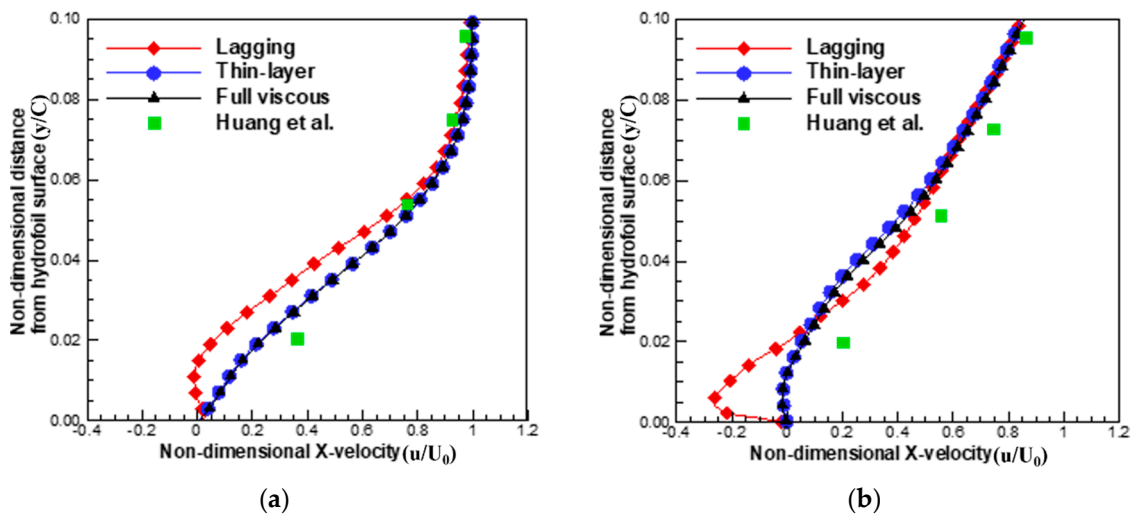 0.10
Lagging
Thin-layer
Full viscous
Huang et al.
0.08
0.06
0.04
0.02
0.00
-0.4 -0.2 0 0.2 0.4 0.6 0.8 1 1.2
Non-dimensional distance
from hydrofoil surface (y/C)
Non-dimensional X-velocity (u/U₀)
(a)
0.10
Lagging
Thin-layer
Full viscous
Huang et al.
0.08
0.06
0.04
0.02
0.00
-0.4 -0.2 0 0.2 0.4 0.6 0.8 1 1.2
Non-dimensional distance
from hydrofoil surface (y/C)
Non-dimensional X-velocity (u/U₀)
(b)